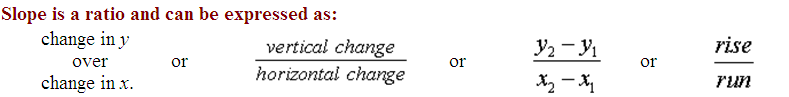 Slope is a ratio and can be expressed as:
change in y
over
change in x.
or
vertical change
horizontal change
or
y₂ − y₁
x₂ − x₁
or
rise
run